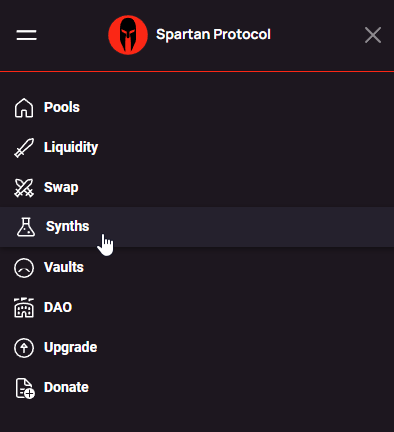 Spartan Protocol
Pools
Liquidity
Swap
Synths
Vaults
DAO
Upgrade
Donate